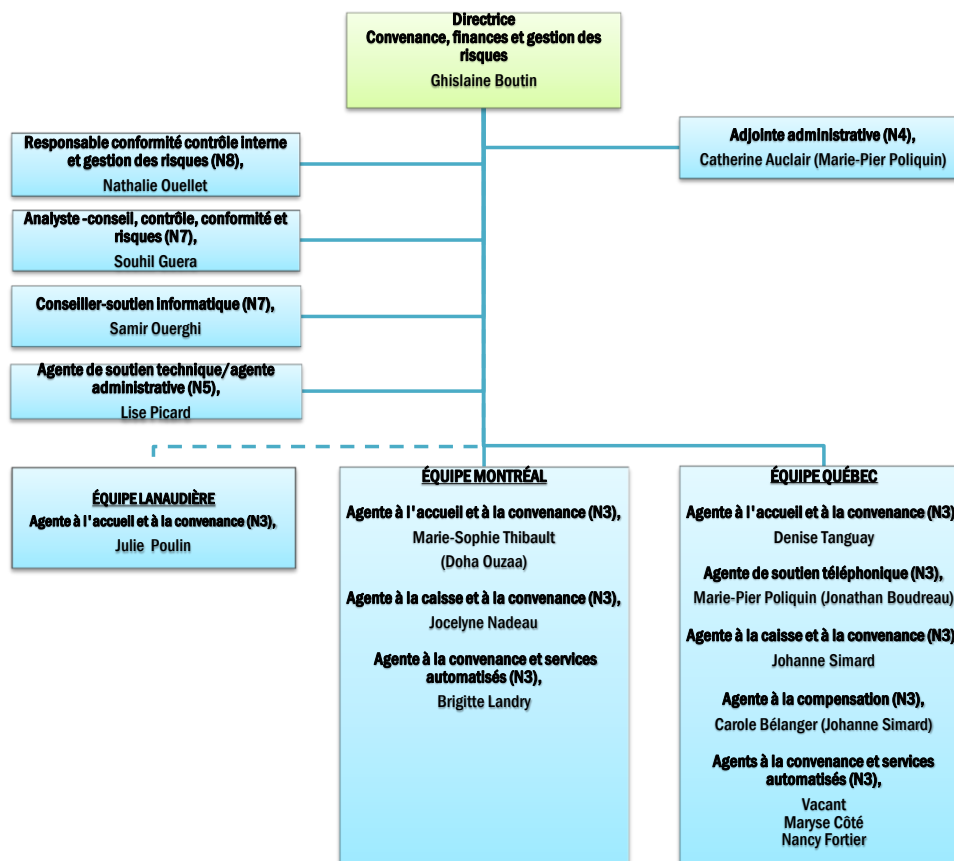 Directrice
Convenance, finances et gestion des
risques
Ghislaine Boutin
Responsable conformité contrôle interne
et gestion des risques (N8),
Nathalie Ouellet
Adjointe administrative (N4),
Catherine Auclair (Marie-Pier Poliquin)
Analyste -conseil, contrôle, conformité et
risques (N7),
Souhil Guera
Conseiller-soutien informatique (N7),
Samir Ouerghi
Agente de soutien technique/agente
administrative (N5),
Lise Picard
ÉQUIPE LANAUDIÈRE
Agente à l'accueil et à la convenance (N3),
Julie Poulin
ÉQUIPE MONTRÉAL
Agente à l'accueil et à la convenance (N3),
Marie-Sophie Thibault
(Doha Ouzaa)
Agente à la caisse et à la convenance (N3),
Jocelyne Nadeau
Agente à la convenance et services
automatisés (N3),
Brigitte Landry
ÉQUIPE QUÉBEC
Agente à l'accueil et à la convenance (N3)
Denise Tanguay
Agente de soutien téléphonique (N3),
Marie-Pier Poliquin (Jonathan Boudreau)
Agente à la caisse et à la convenance (N3)
Johanne Simard
Agente à la compensation (N3),
Carole Bélanger (Johanne Simard)
Agents à la convenance et services
automatisés (N3),
Vacant
Maryse Côté
Nancy Fortier